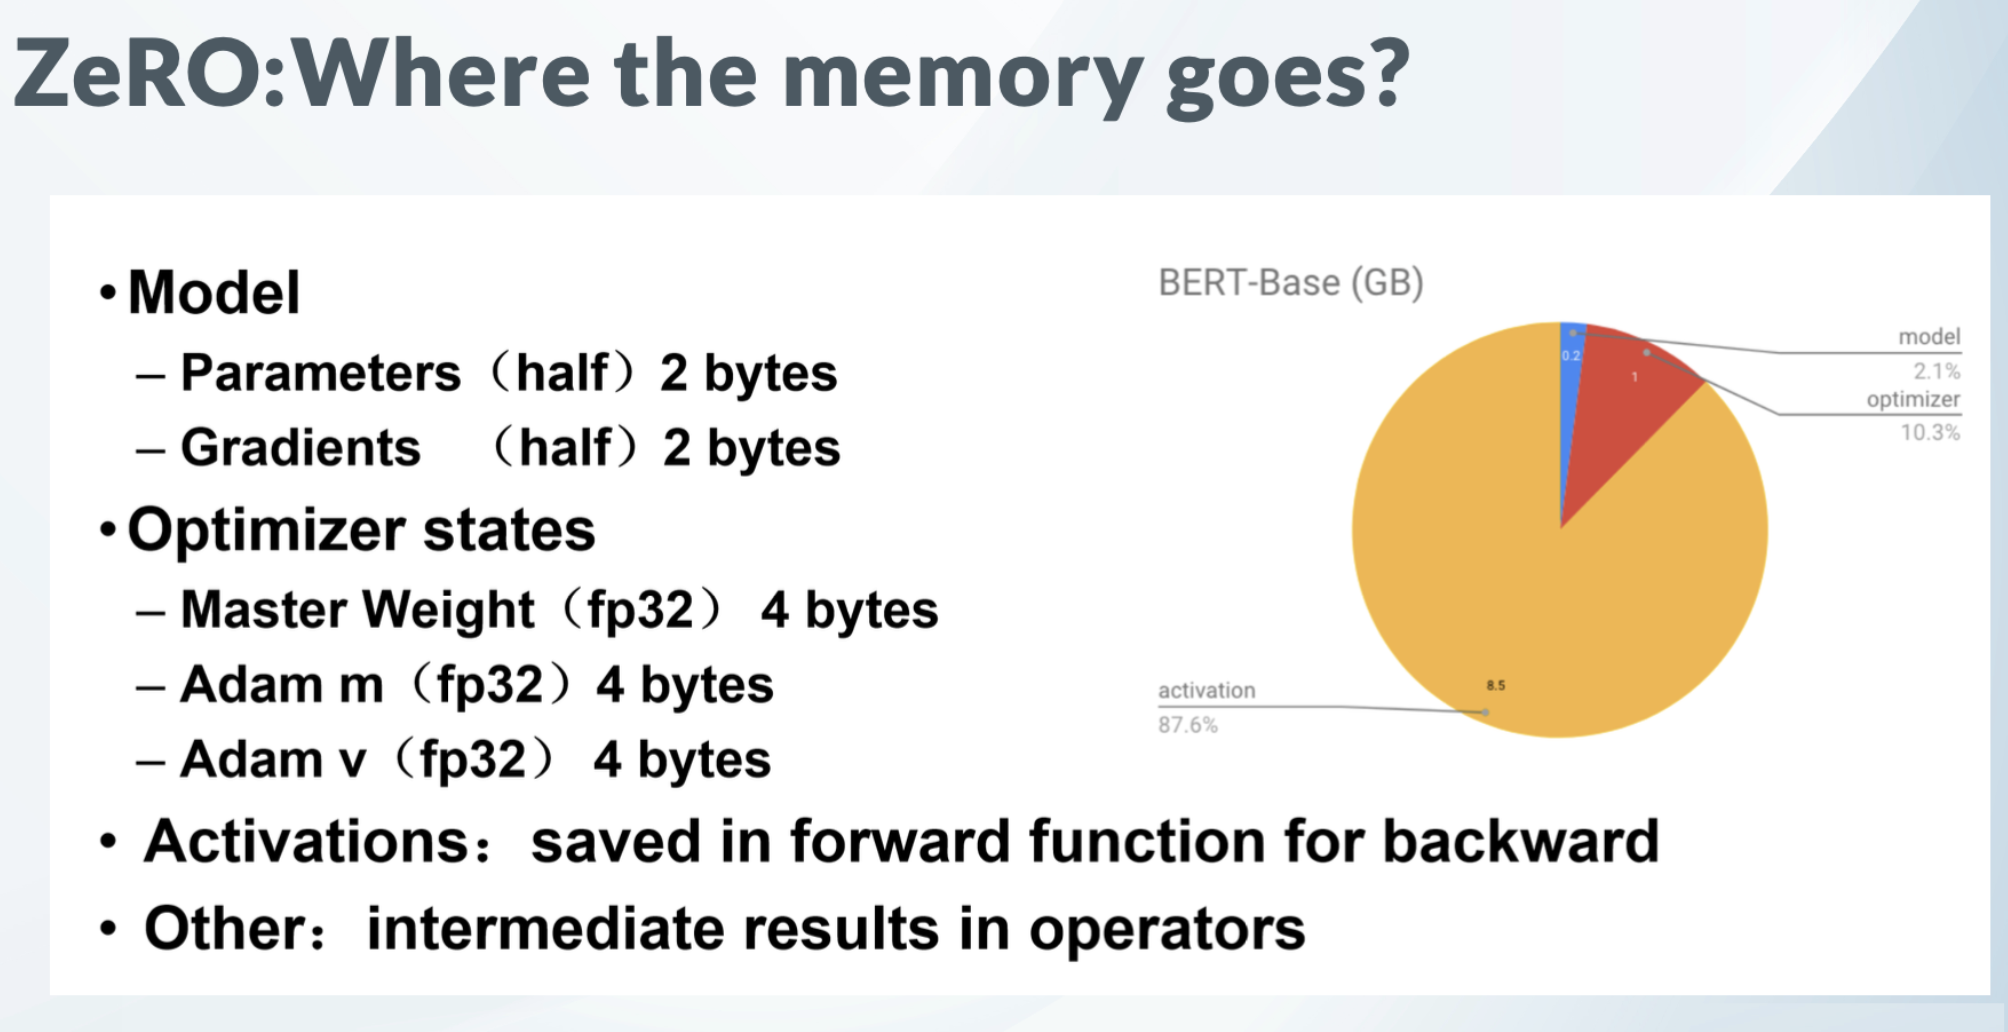 ZeRO:Where the memory goes?
• Model
– Parameters（half）2 bytes
– Gradients （half）2 bytes
• Optimizer states
– Master Weight（fp32） 4 bytes
– Adam m（fp32）4 bytes
– Adam v（fp32） 4 bytes
• Activations：saved in forward function for backward
• Other：intermediate results in operators
BERT-Base (GB)
0.2
1
model
2.1%
optimizer
10.3%
8.5
activation
87.6%